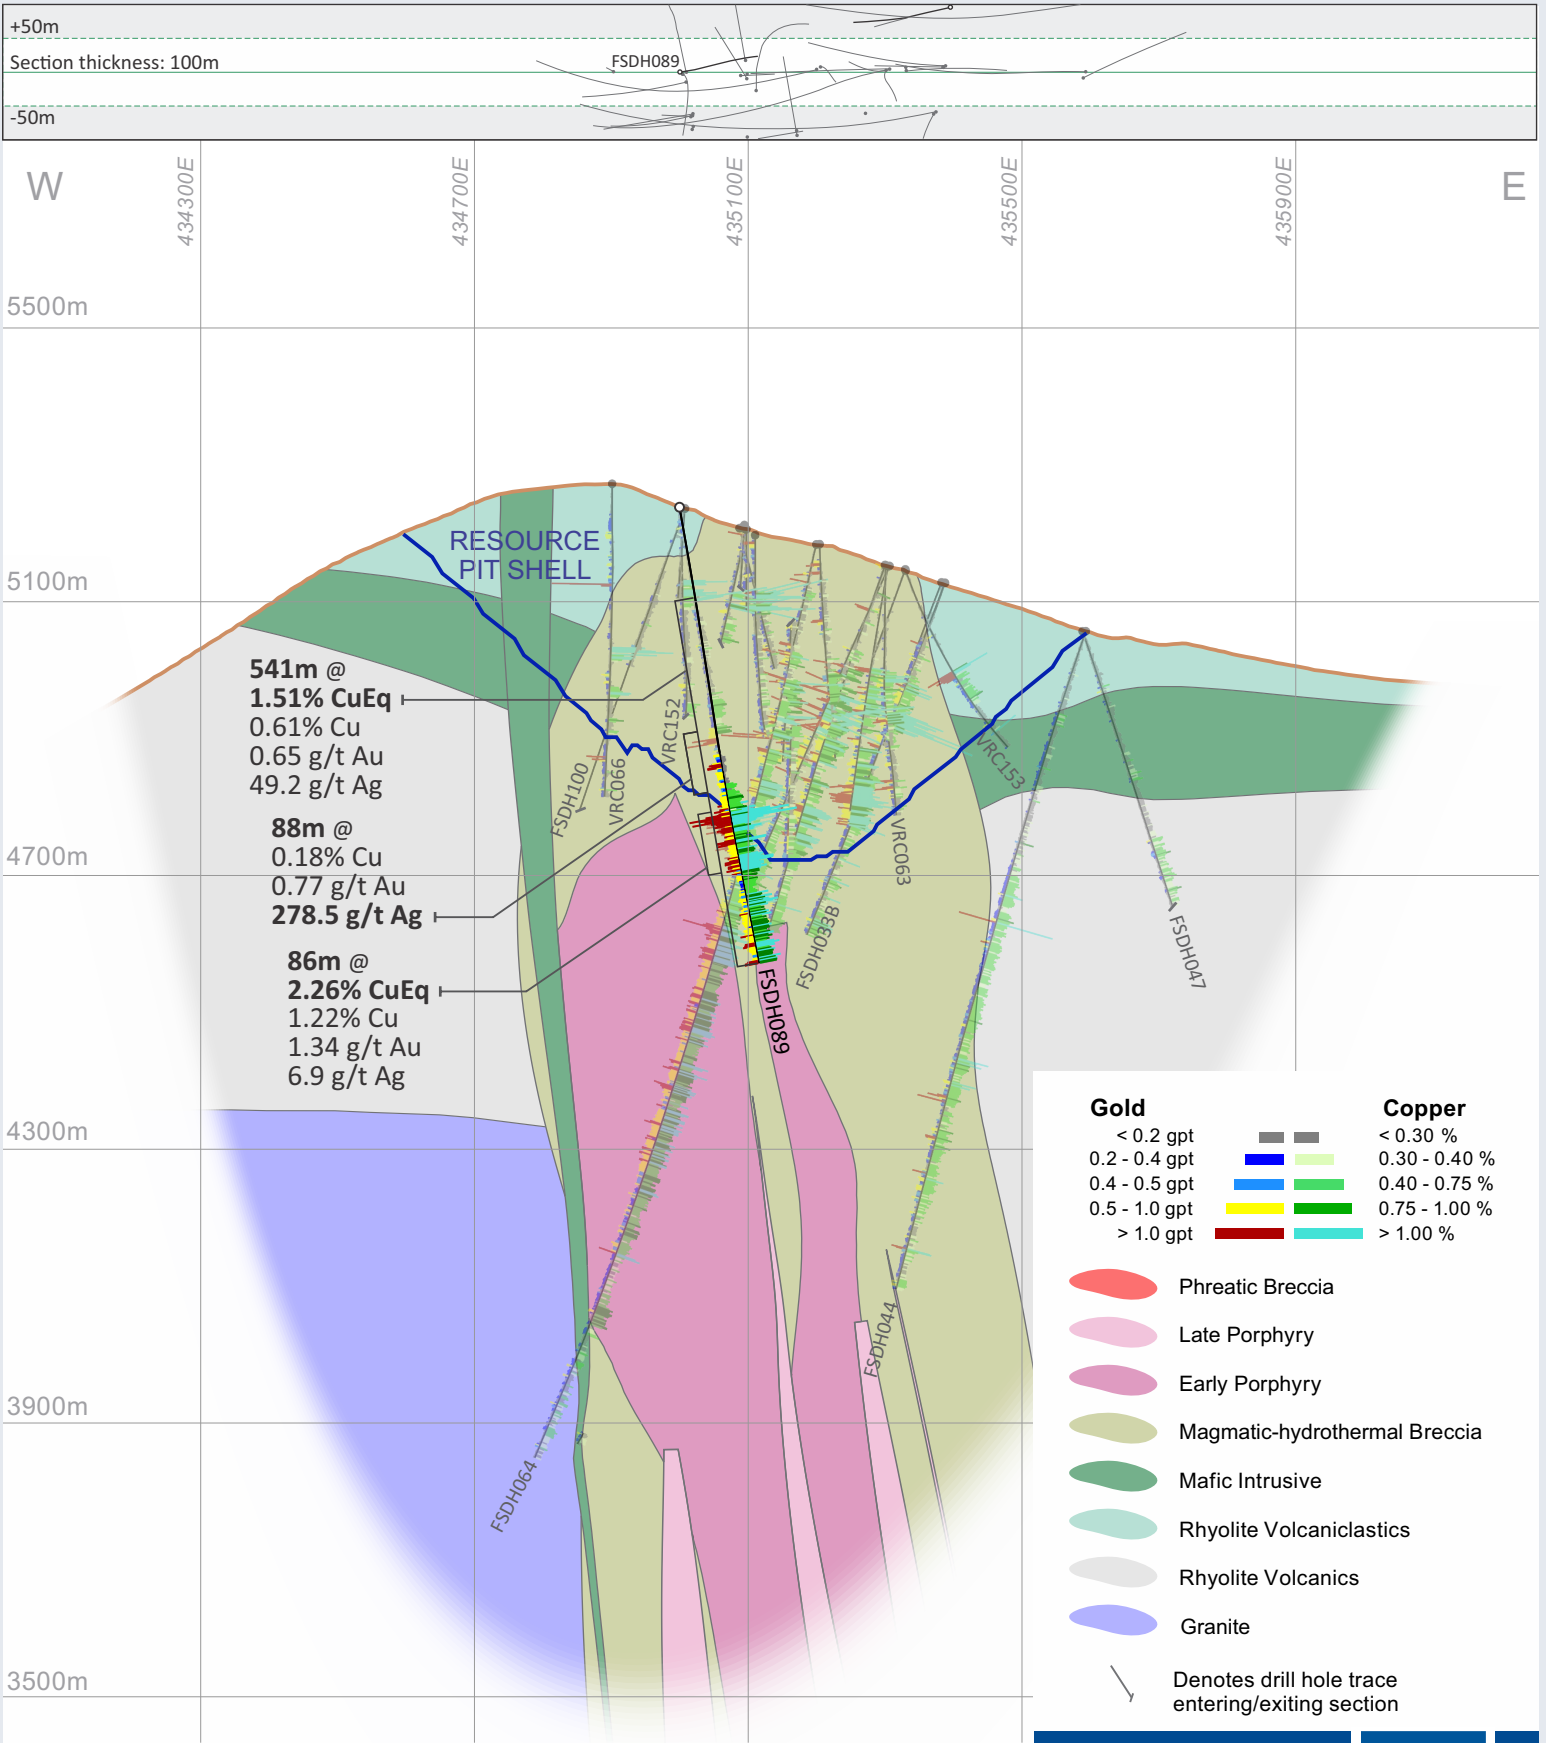 +50m
Section thickness: 100m
FSDH089
-50m
W
434300E
434700E
435100E
435500E
435900E
E
5500m
5100m
4700m
4300m
3900m
3500m
RESOURCE
PIT SHELL
541m @
1.51% CuEq
0.61% Cu
0.65 g/t Au
49.2 g/t Ag
88m @
0.18% Cu
0.77 g/t Au
278.5 g/t Ag
86m @
2.26% CuEq
1.22% Cu
1.34 g/t Au
6.9 g/t Ag
FSDH100
VRC066
VRC152
FSDH089
FSDH033B
VRC063
VRC153
FSDH047
FSDH044
FSDH064
Gold Copper
< 0.2 gpt < 0.30 %
0.2 - 0.4 gpt 0.30 - 0.40 %
0.4 - 0.5 gpt 0.40 - 0.75 %
0.5 - 1.0 gpt 0.75 - 1.00 %
> 1.0 gpt > 1.00 %
Phreatic Breccia
Late Porphyry
Early Porphyry
Magmatic-hydrothermal Breccia
Mafic Intrusive
Rhyolite Volcaniclastics
Rhyolite Volcanics
Granite
Denotes drill hole trace
entering/exiting section